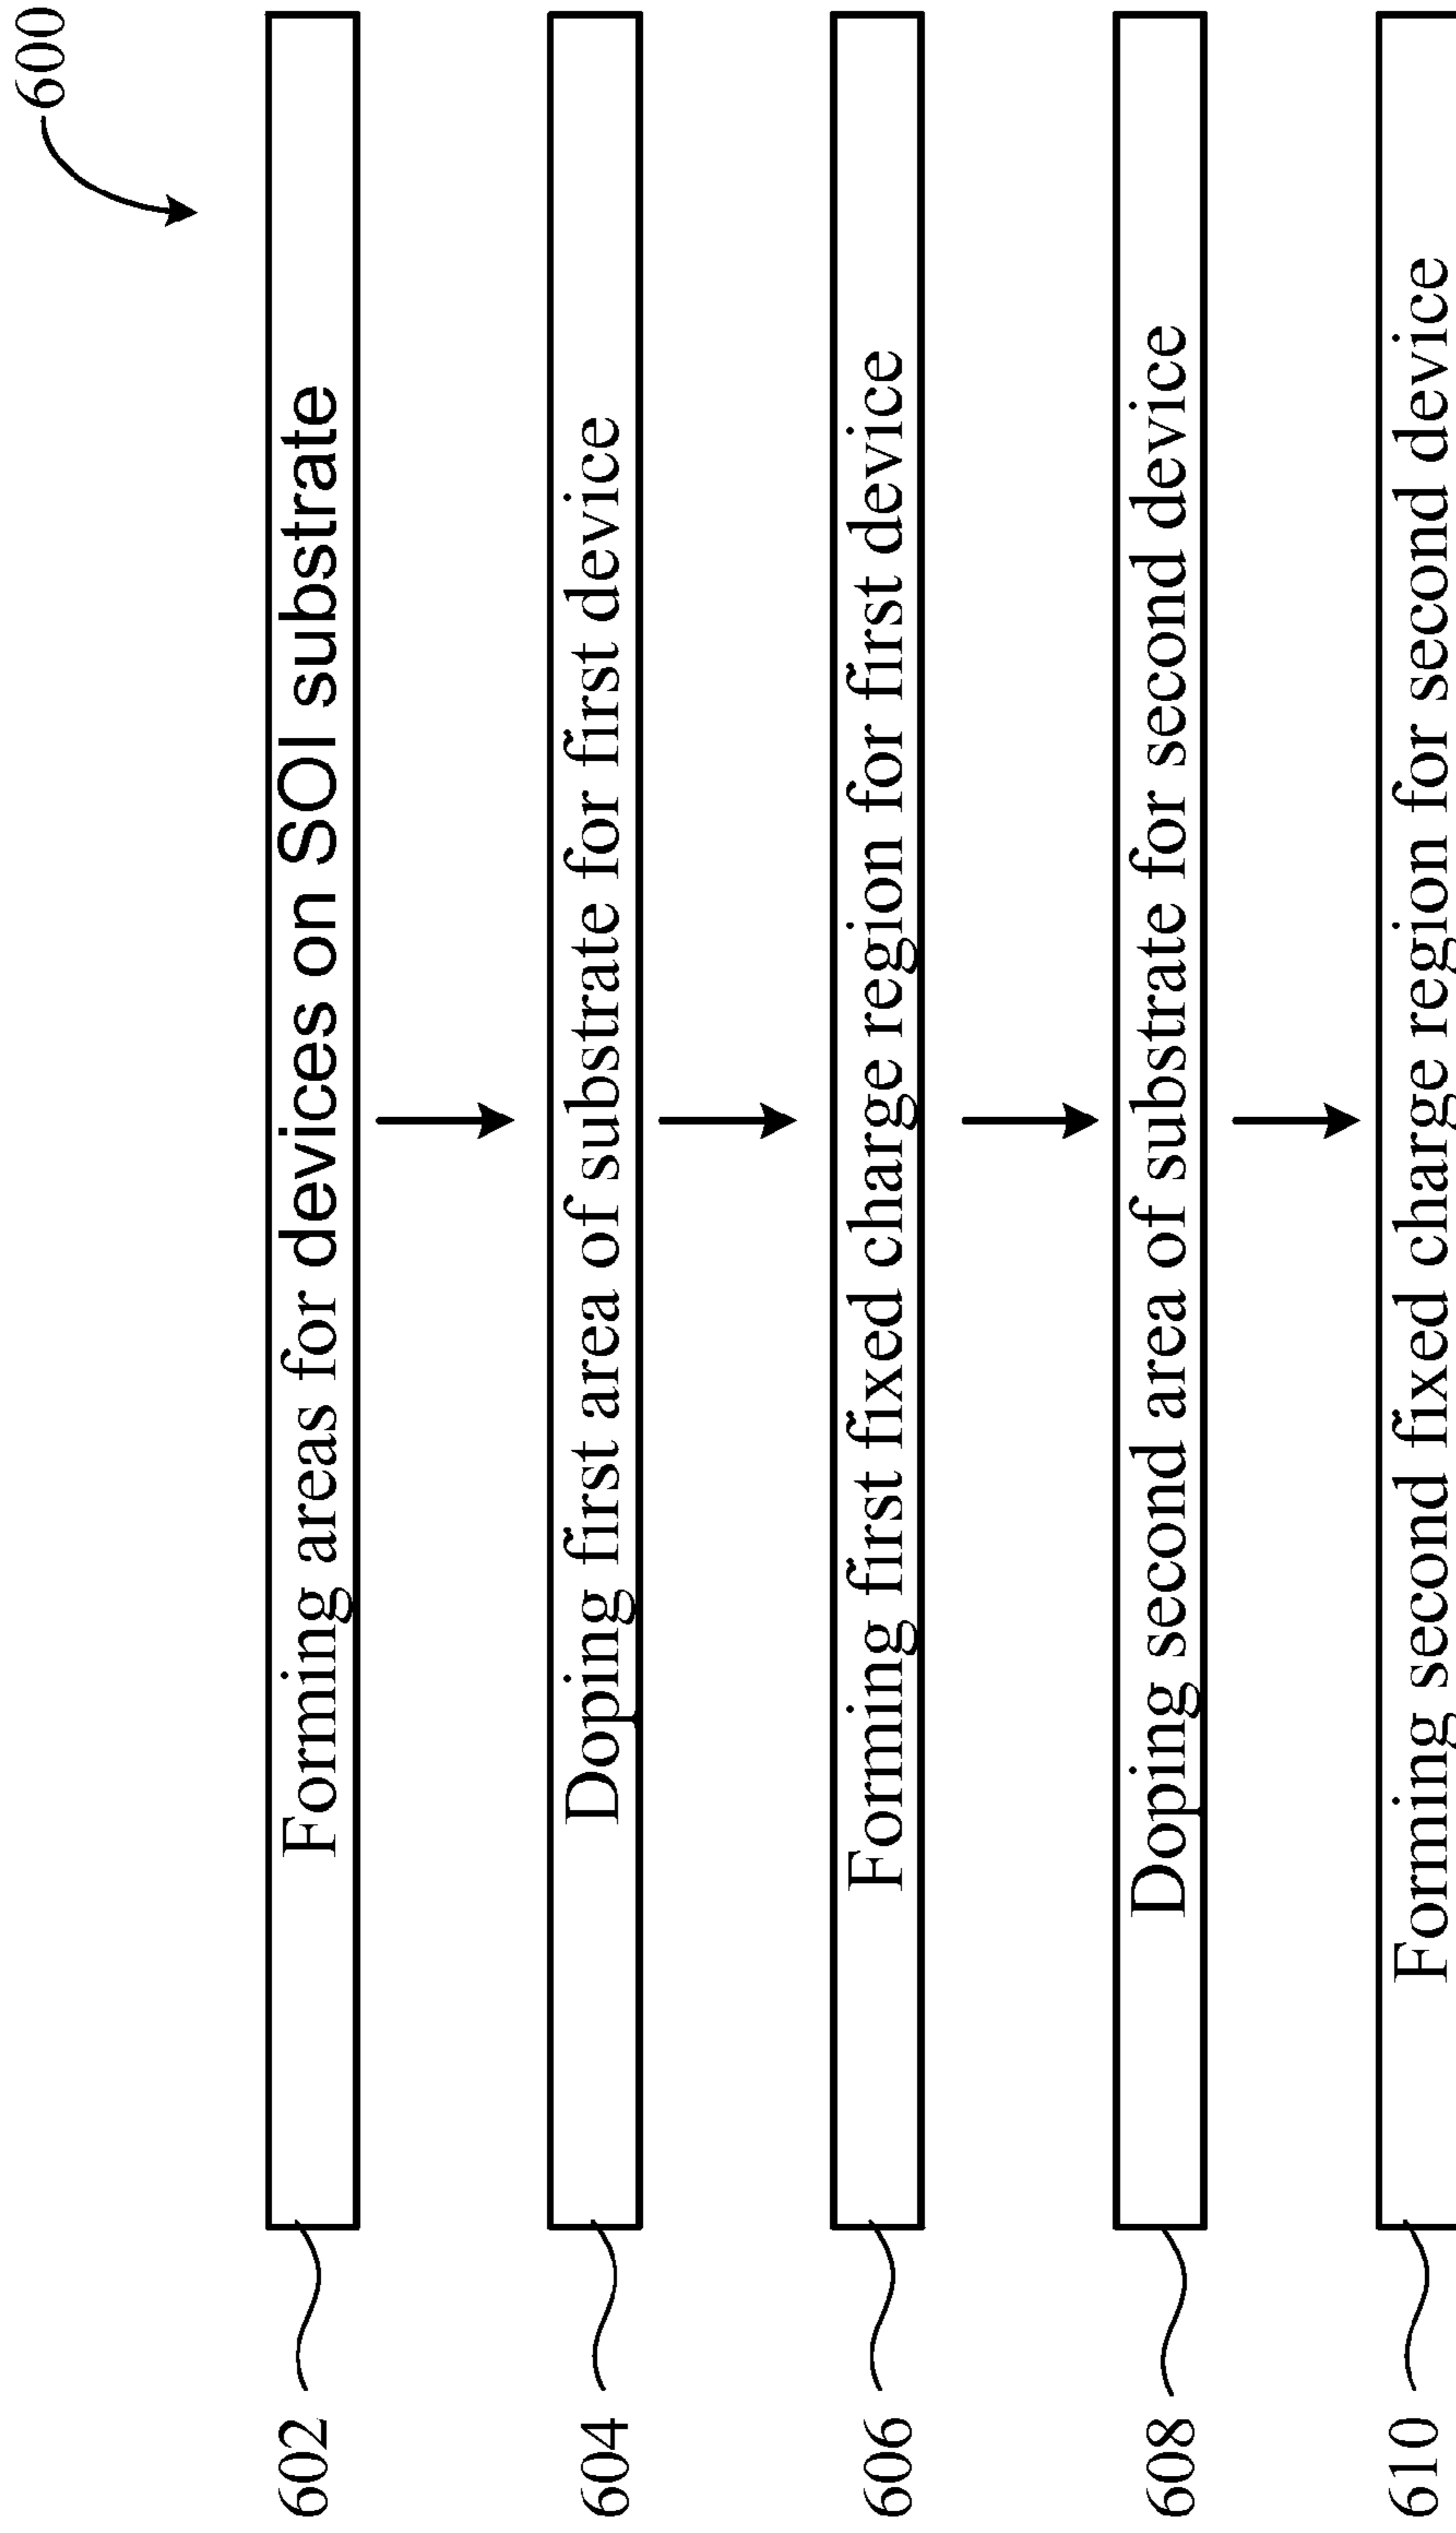 600
602
Forming areas for devices on SOI substrate
604
Doping first area of substrate for first device
606
Forming first fixed charge region for first device
608
Doping second area of substrate for second device
610
Forming second fixed charge region for second device